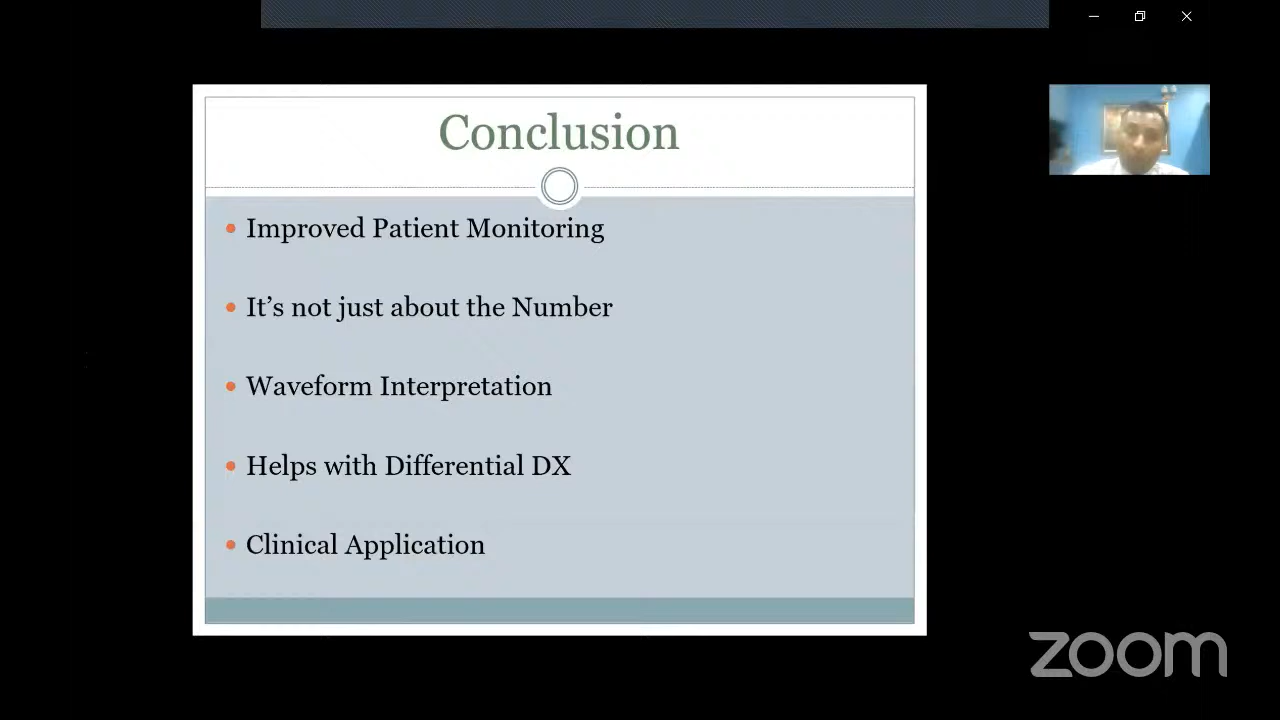 Conclusion
• Improved Patient Monitoring
• It’s not just about the Number
• Waveform Interpretation
• Helps with Differential DX
• Clinical Application
zoom